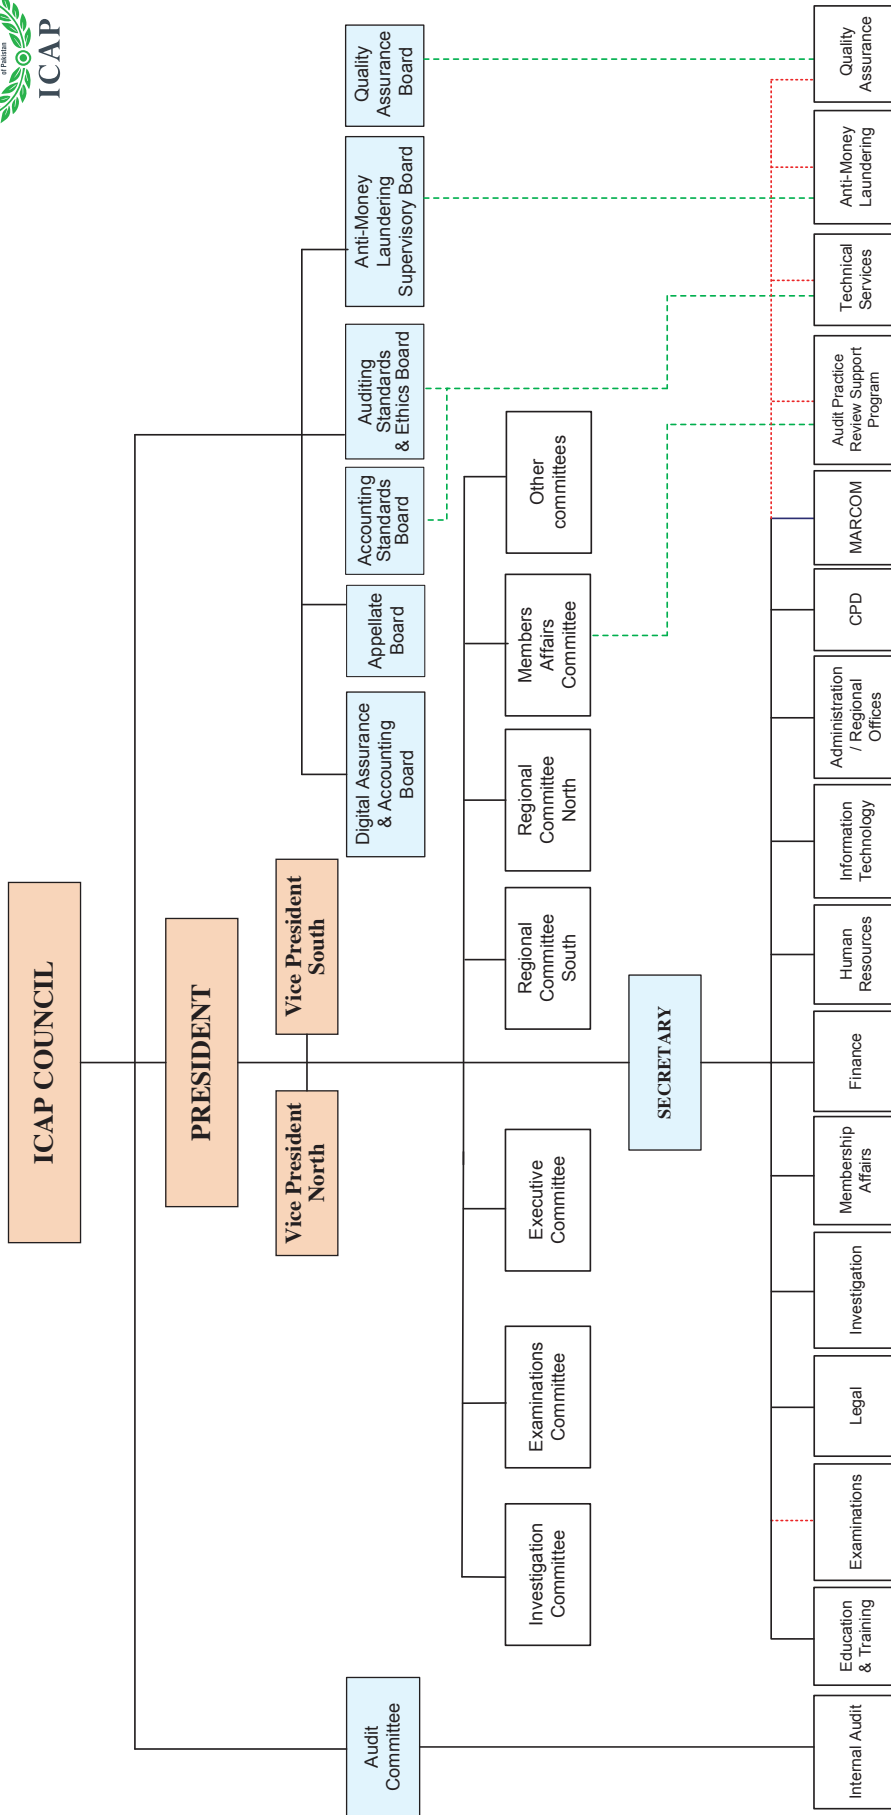 of Pakistan
ICAP
ICAP COUNCIL
PRESIDENT
Vice President
North
Vice President
South
Audit
Committee
Digital Assurance
& Accounting
Board
Appellate
Board
Accounting
Standards
Board
Auditing
Standards
& Ethics Board
Anti-Money
Laundering
Supervisory Board
Quality
Assurance
Board
Investigation
Committee
Examinations
Committee
Executive
Committee
Regional
Committee
South
Regional
Committee
North
Members
Affairs
Committee
Other
committees
SECRETARY
Internal Audit
Education
& Training
Examinations
Legal
Investigation
Membership
Affairs
Finance
Human
Resources
Information
Technology
Administration
/ Regional
Offices
CPD
MARCOM
Audit Practice
Review Support
Program
Technical
Services
Anti-Money
Laundering
Quality
Assurance